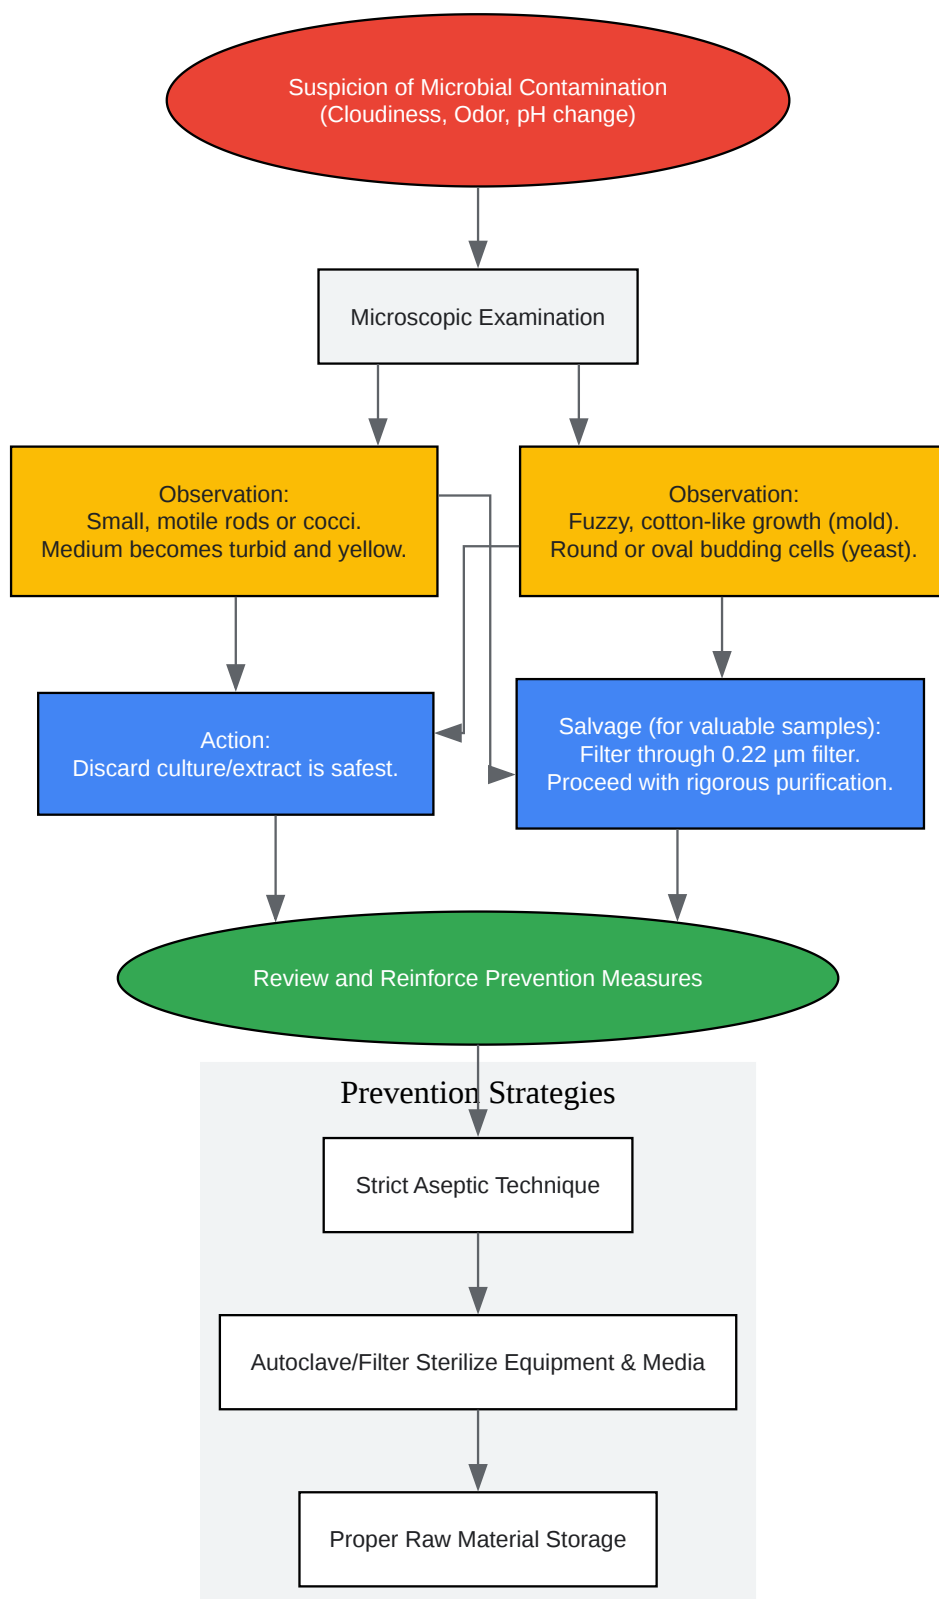 Suspicion of Microbial Contamination
(Cloudiness, Odor, pH change)
Microscopic Examination
Observation:
Small, motile rods or cocci.
Medium becomes turbid and yellow.
Observation:
Fuzzy, cotton-like growth (mold).
Round or oval budding cells (yeast).
Action:
Discard culture/extract is safest.
Salvage (for valuable samples):
Filter through 0.22 µm filter.
Proceed with rigorous purification.
Review and Reinforce Prevention Measures
Prevention Strategies
Strict Aseptic Technique
Autoclave/Filter Sterilize Equipment & Media
Proper Raw Material Storage